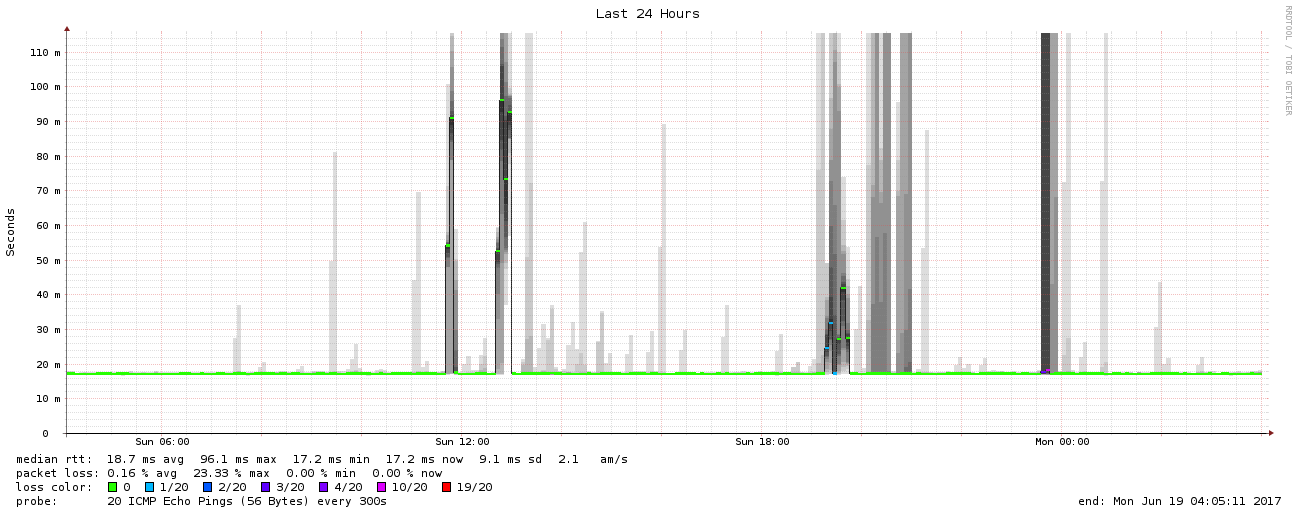 Last 24 Hours
RRDTOOL / TOBI OETIKER
Seconds
110 m
100 m
90 m
80 m
70 m
60 m
50 m
40 m
30 m
20 m
10 m
0
Sun 06:00 Sun 12:00 Sun 18:00 Mon 00:00
median rtt: 18.7 ms avg 96.1 ms max 17.2 ms min 17.2 ms now 9.1 ms sd 2.1 am/s
packet loss: 0.16 % avg 23.33 % max 0.00 % min 0.00 % now
loss color: 0 1/20 2/20 3/20 4/20 10/20 19/20
probe: 20 ICMP Echo Pings (56 Bytes) every 300s end: Mon Jun 19 04:05:11 2017